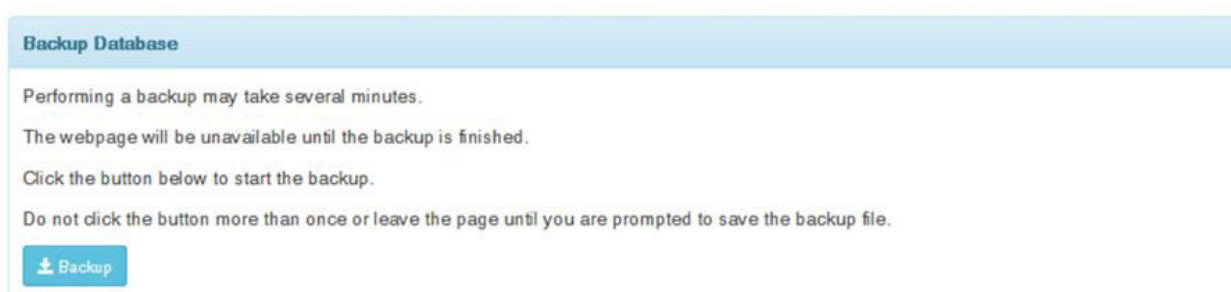 Backup Database
Performing a backup may take several minutes.
The webpage will be unavailable until the backup is finished.
Click the button below to start the backup.
Do not click the button more than once or leave the page until you are prompted to save the backup file.
Backup